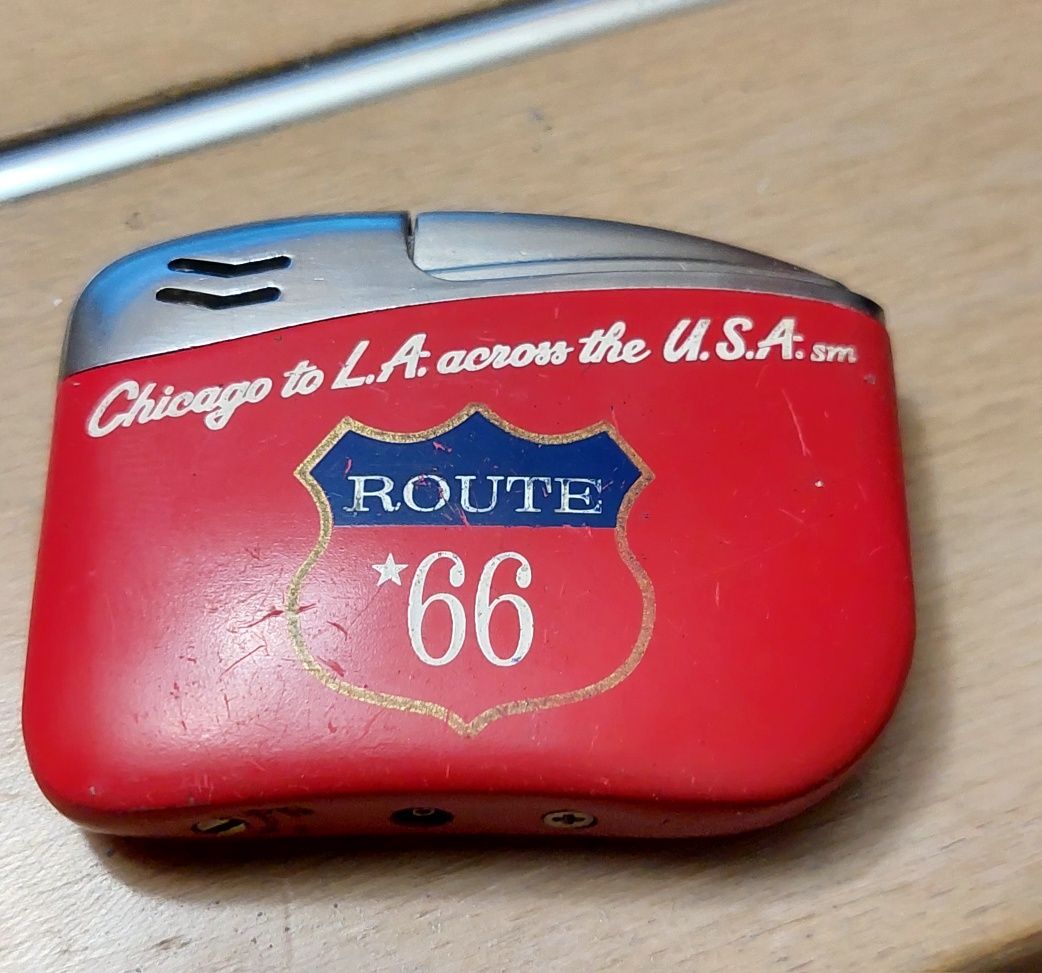 Chicago to L.A. across the U.S.A. sm
ROUTE
66